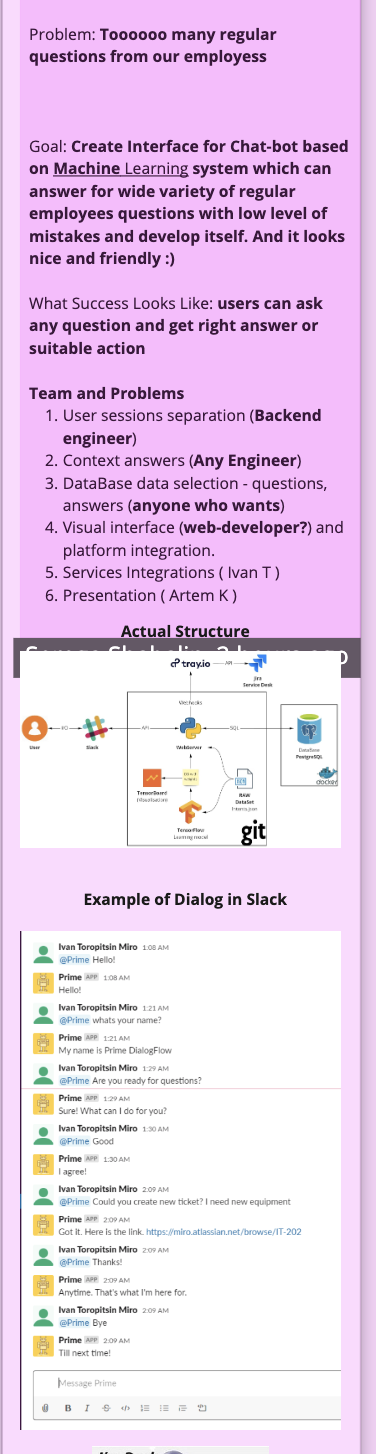 Problem: Toooooo many regular
questions from our employess
Goal: Create Interface for Chat-bot based
on Machine Learning system which can
answer for wide variety of regular
employees questions with low level of
mistakes and develop itself. And it looks
nice and friendly :)
What Success Looks Like: users can ask
any question and get right answer or
suitable action
Team and Problems
1. User sessions separation (Backend
engineer)
2. Context answers (Any Engineer)
3. DataBase data selection - questions,
answers (anyone who wants)
4. Visual interface (web-developer?) and
platform integration.
5. Services Integrations ( Ivan T )
6. Presentation ( Artem K )
Actual Structure
tray.io
API
Jira
Service Desk
User
Slack
API
WebServer
SQL
Database
PostgreSQL
docker
TensorBoard
RAW
DataSet
TensorFlow
git
Example of Dialog in Slack
Ivan Toropitsin Miro 1:08 AM
@Prime Hello!
Prime APP 1:08 AM
Hello!
Ivan Toropitsin Miro 1:21 AM
@Prime whats your name?
Prime APP 1:21 AM
My name is Prime DialogFlow
Ivan Toropitsin Miro 1:29 AM
@Prime Are you ready for questions?
Prime APP 1:29 AM
Sure! What can I do for you?
Ivan Toropitsin Miro 1:30 AM
@Prime Good
Prime APP 1:30 AM
I agree!
Ivan Toropitsin Miro 2:09 AM
@Prime Could you create new ticket? I need new equipment
Prime APP 2:09 AM
Got it. Here is the link. https://miro.atlassian.net/browse/IT-202
Ivan Toropitsin Miro 2:09 AM
@Prime Thanks!
Prime APP 2:09 AM
Anytime. That's what I'm here for.
Ivan Toropitsin Miro 2:09 AM
@Prime Bye
Prime APP 2:09 AM
Till next time!
Message Prime